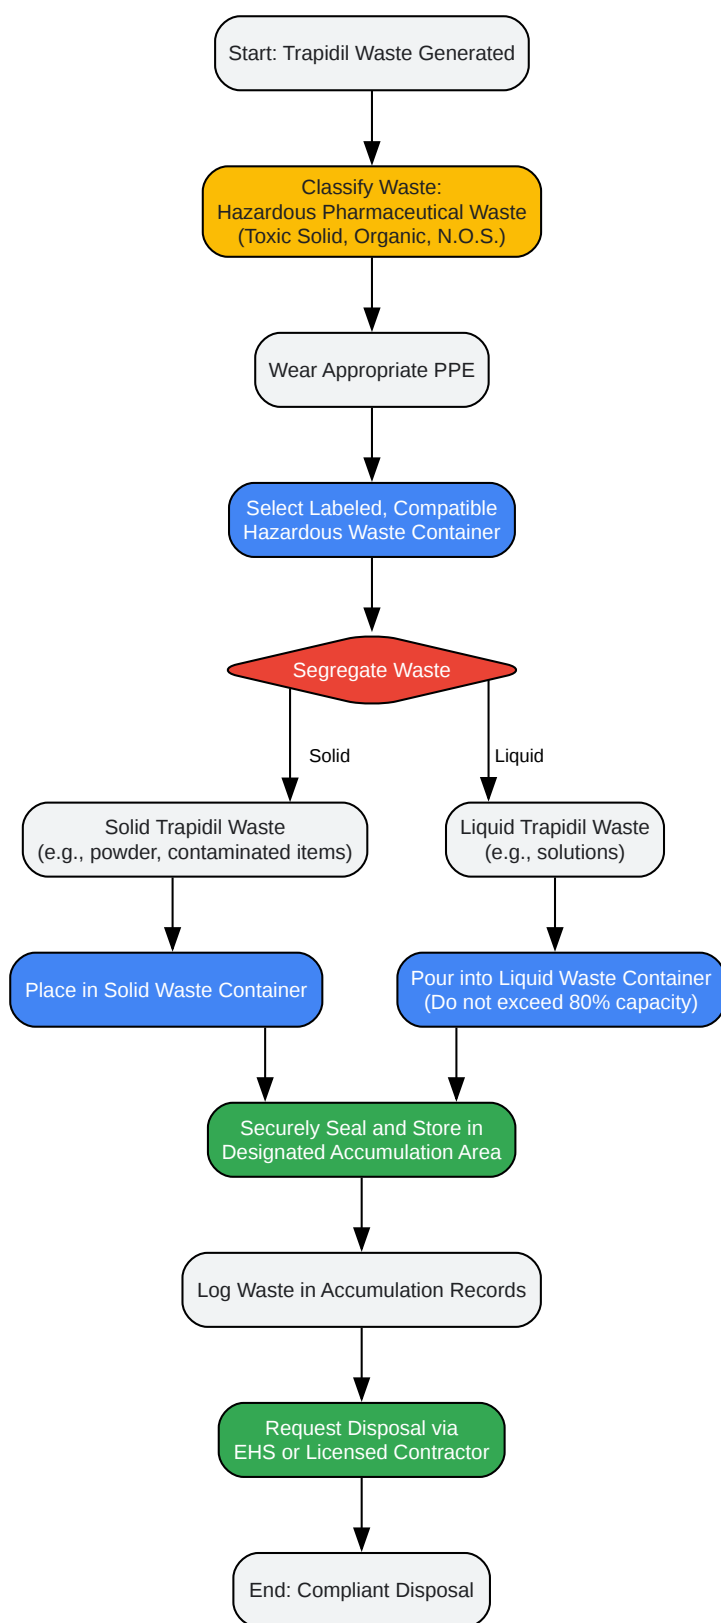 Start: Trapidil Waste Generated
Classify Waste:
Hazardous Pharmaceutical Waste
(Toxic Solid, Organic, N.O.S.)
Wear Appropriate PPE
Select Labeled, Compatible
Hazardous Waste Container
Segregate Waste
Solid
Liquid
Solid Trapidil Waste
(e.g., powder, contaminated items)
Liquid Trapidil Waste
(e.g., solutions)
Place in Solid Waste Container
Pour into Liquid Waste Container
(Do not exceed 80% capacity)
Securely Seal and Store in
Designated Accumulation Area
Log Waste in Accumulation Records
Request Disposal via
EHS or Licensed Contractor
End: Compliant Disposal